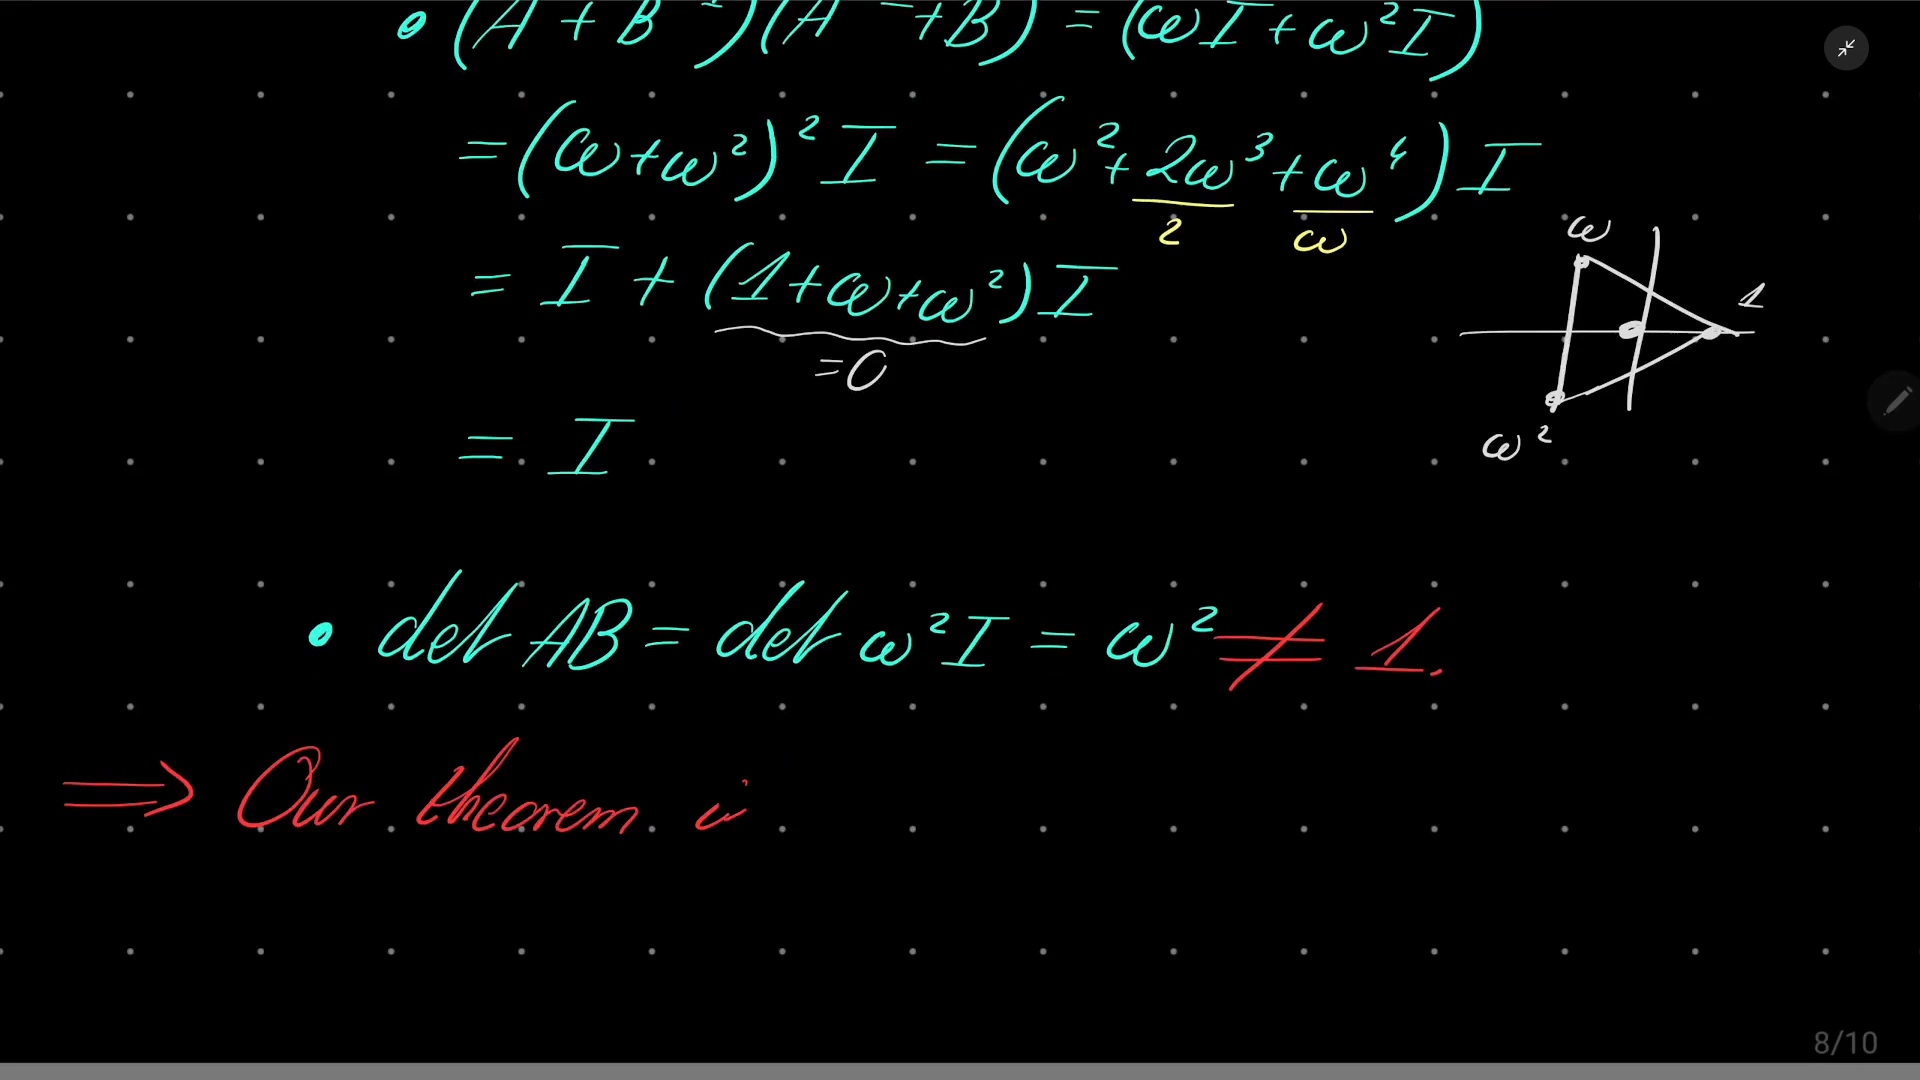 • (A + B⁻¹)(A⁻¹+B) = (ωI+ω²I)
= (ω+ω²)² I = (ω²+2ω³+ω⁴) I
2 ω
ω
= I + (1+ω+ω²) I
1
= 0
= I
ω²
• det AB = det ω²I = ω² ≠ 1.
⟹ Our theorem i
8/10